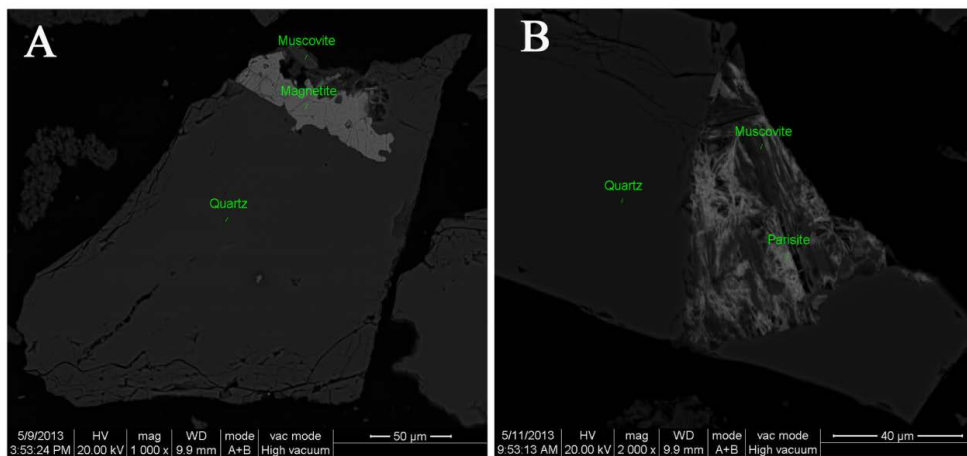 A
Muscovite
Magnetite
Quartz
5/9/2013 HV mag WD mode vac mode
3:53:24 PM 20.00 kV 1 000 x 9.9 mm A+B High vacuum 50 µm
B
Muscovite
Quartz
Parisite
5/11/2013 HV mag WD mode vac mode
9:53:13 AM 20.00 kV 2 000 x 9.9 mm A+B High vacuum 40 µm